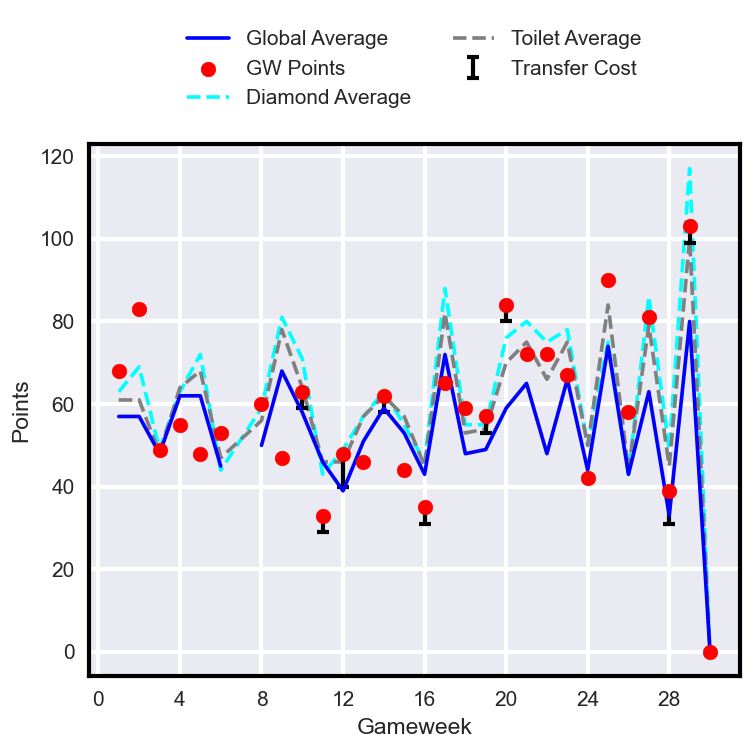 Global Average
GW Points
Diamond Average
Toilet Average
Transfer Cost
120
100
80
60
40
20
0
Points
0 4 8 12 16 20 24 28
Gameweek